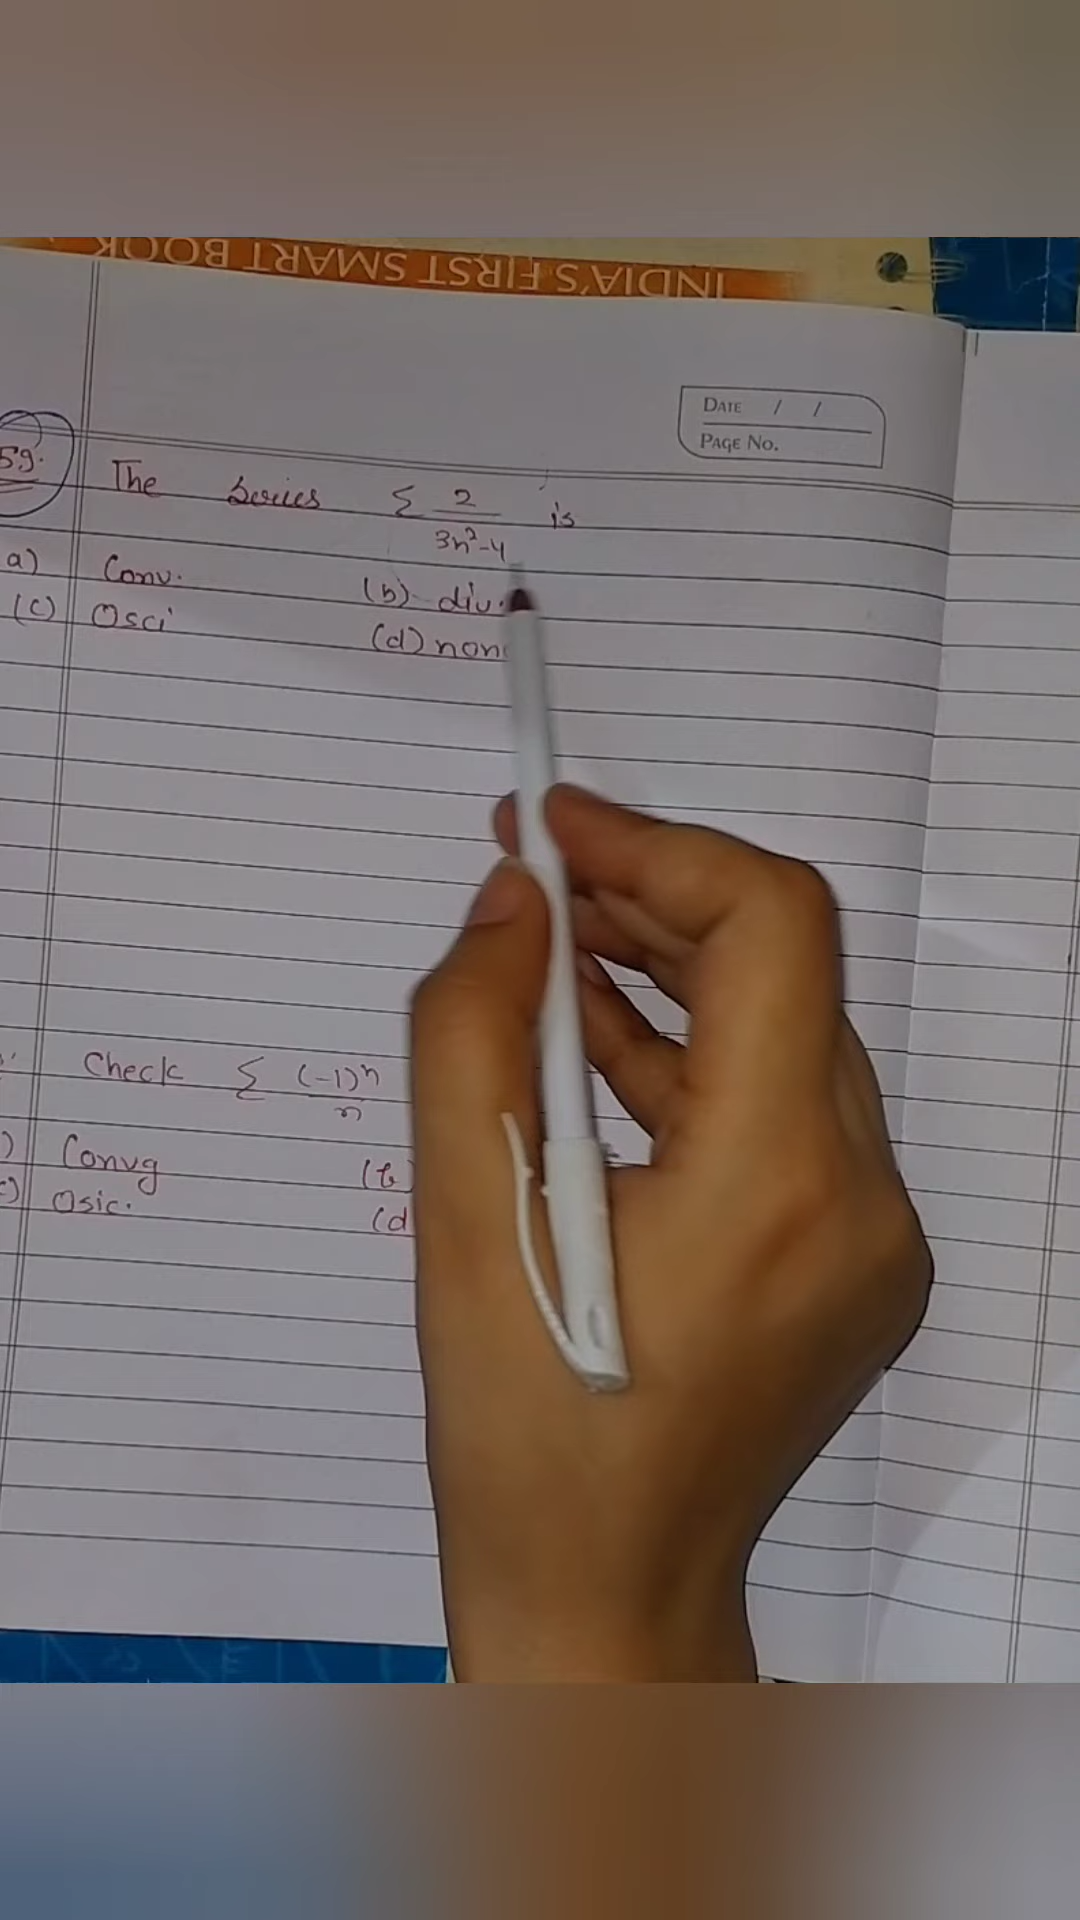 INDIA'S FIRST SMART BOOK
DATE / /
PAGE NO.
59. The Series Σ 2/(3n²-4) is
a) Conv. (b) div.
(c) Osci (d) non
Check Σ (-1)ⁿ/n
) Convg (b)
c) Osic. (d